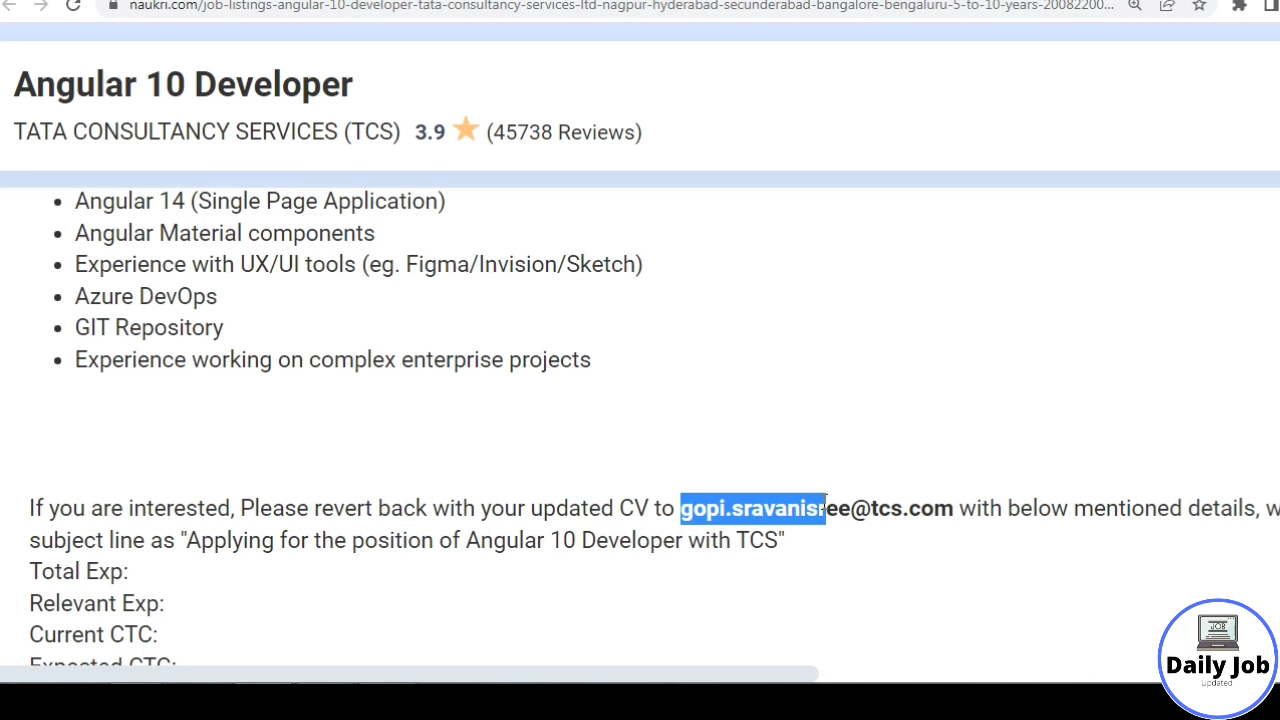 naukri.com/job-listings-angular-10-developer-tata-consultancy-services-ltd-nagpur-hyderabad-secunderabad-bangalore-bengaluru-5-to-10-years-20082200...
Angular 10 Developer
TATA CONSULTANCY SERVICES (TCS) 3.9 (45738 Reviews)
• Angular 14 (Single Page Application)
• Angular Material components
• Experience with UX/UI tools (eg. Figma/Invision/Sketch)
• Azure DevOps
• GIT Repository
• Experience working on complex enterprise projects
If you are interested, Please revert back with your updated CV to gopi.sravanisree@tcs.com with below mentioned details, w
subject line as "Applying for the position of Angular 10 Developer with TCS"
Total Exp:
Relevant Exp:
Current CTC:
Expected CTC:
JOB
Daily Job
Updated